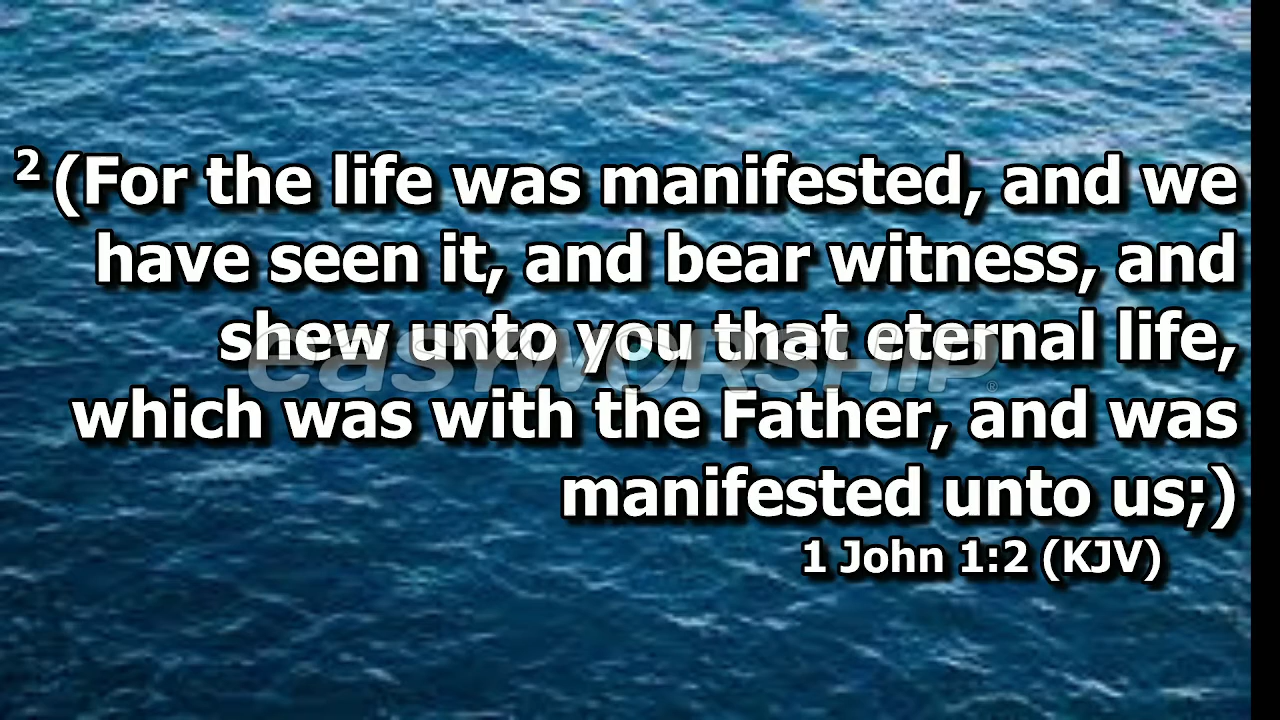 2 (For the life was manifested, and we
have seen it, and bear witness, and
shew unto you that eternal life,
easyworship®
which was with the Father, and was
manifested unto us;)
1 John 1:2 (KJV)